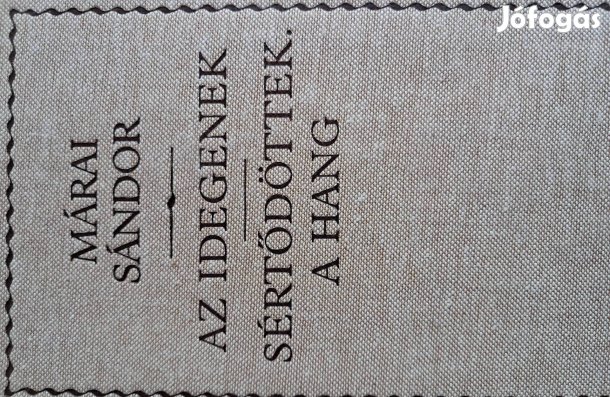 MÁRAI
SÁNDOR
AZ IDEGENEK
SÉRTŐDÖTTEK.
A HANG
Jófogás